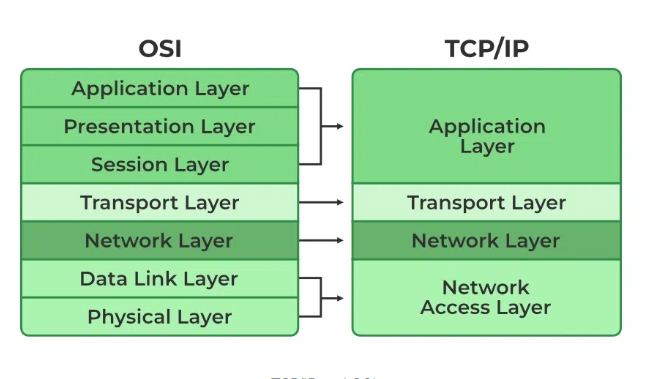 OSI
TCP/IP
Application Layer
Presentation Layer
Session Layer
Transport Layer
Network Layer
Data Link Layer
Physical Layer
Application
Layer
Transport Layer
Network Layer
Network
Access Layer